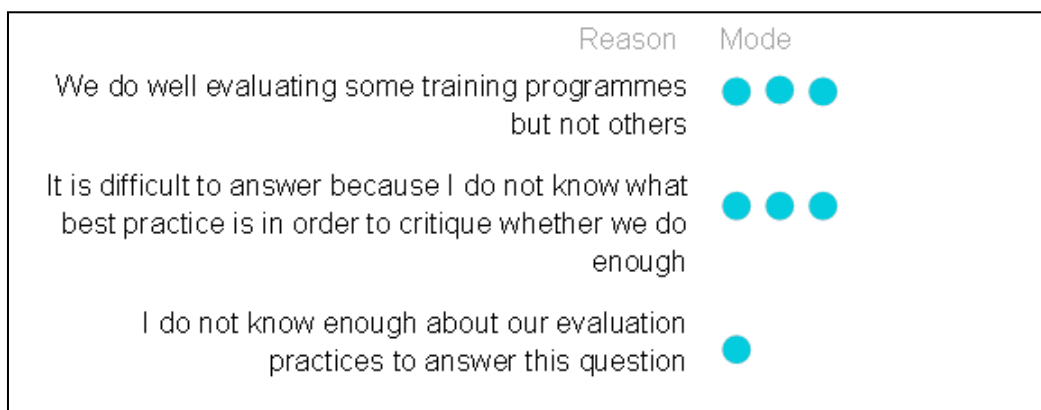 Reason Mode
We do well evaluating some training programmes
but not others
It is difficult to answer because I do not know what
best practice is in order to critique whether we do
enough
I do not know enough about our evaluation
practices to answer this question